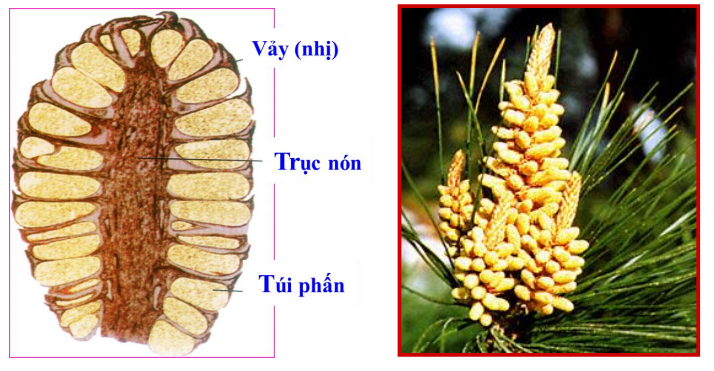 Vảy (nhị)
Trục nón
Túi phấn